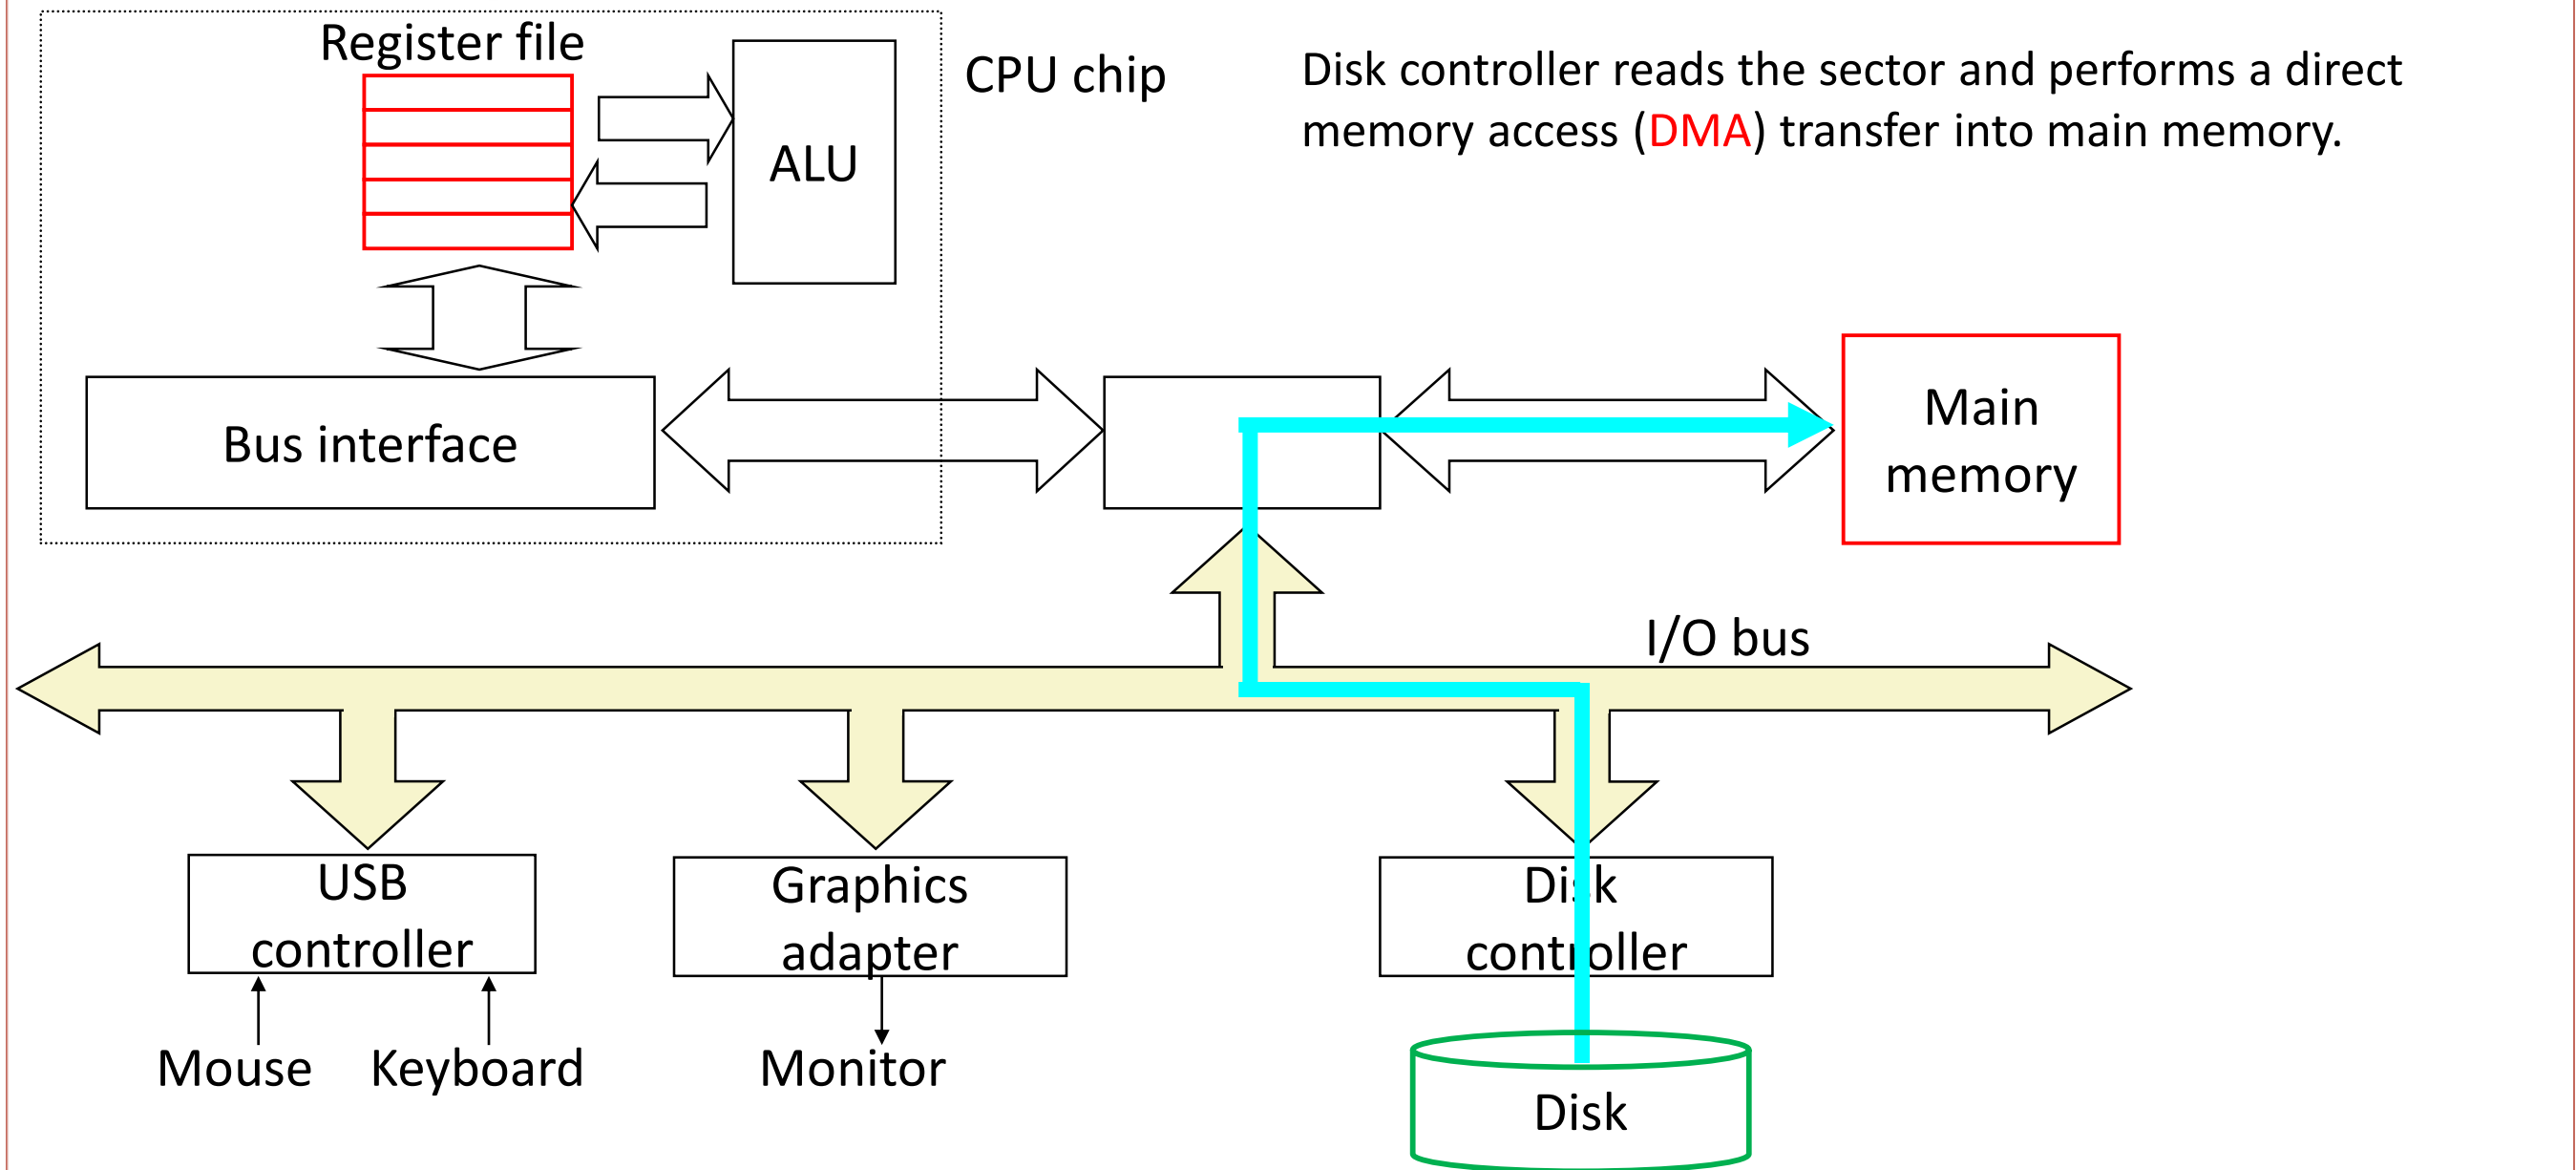 Register file
CPU chip
Disk controller reads the sector and performs a direct
memory access (DMA) transfer into main memory.
ALU
Bus interface
Main
memory
I/O bus
USB
controller
Graphics
adapter
Disk
controller
Mouse
Keyboard
Monitor
Disk